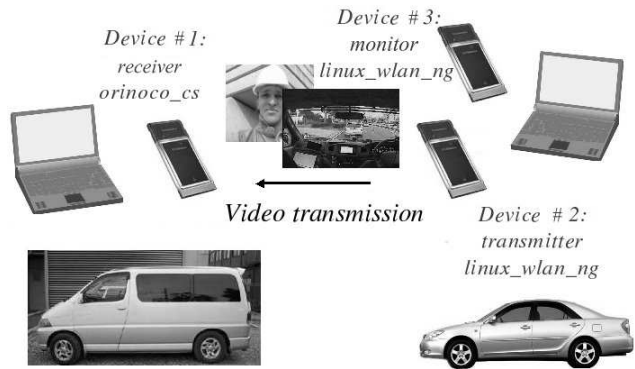 Device # 1:
receiver
orinoco_cs
Device # 3:
monitor
linux_wlan_ng
Video transmission
Device # 2:
transmitter
linux_wlan_ng